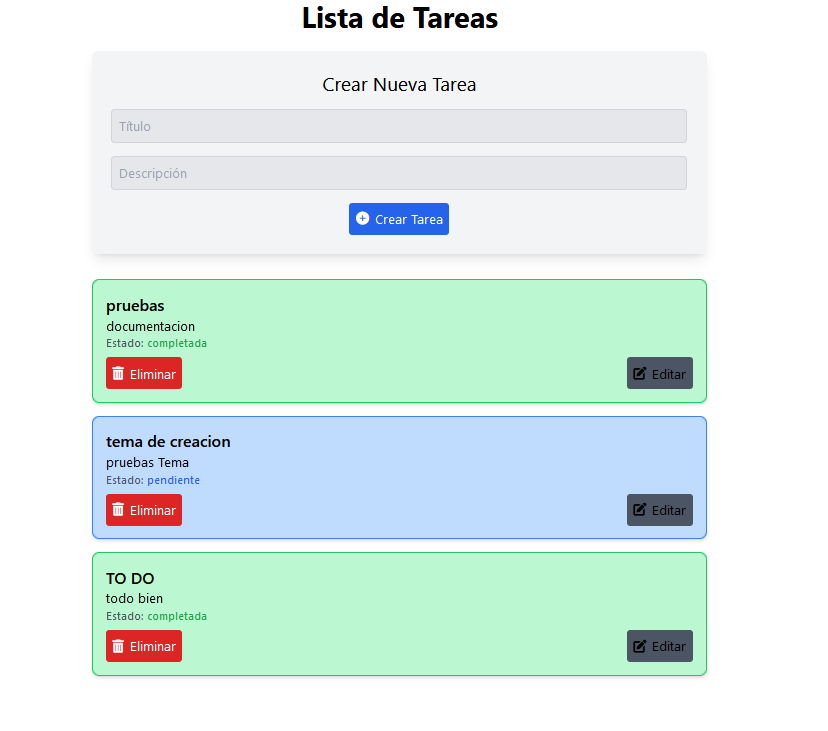 Lista de Tareas
Crear Nueva Tarea
Título
Descripción
Crear Tarea
pruebas
documentacion
Estado: completada
Eliminar
Editar
tema de creacion
pruebas Tema
Estado: pendiente
Eliminar
Editar
TO DO
todo bien
Estado: completada
Eliminar
Editar